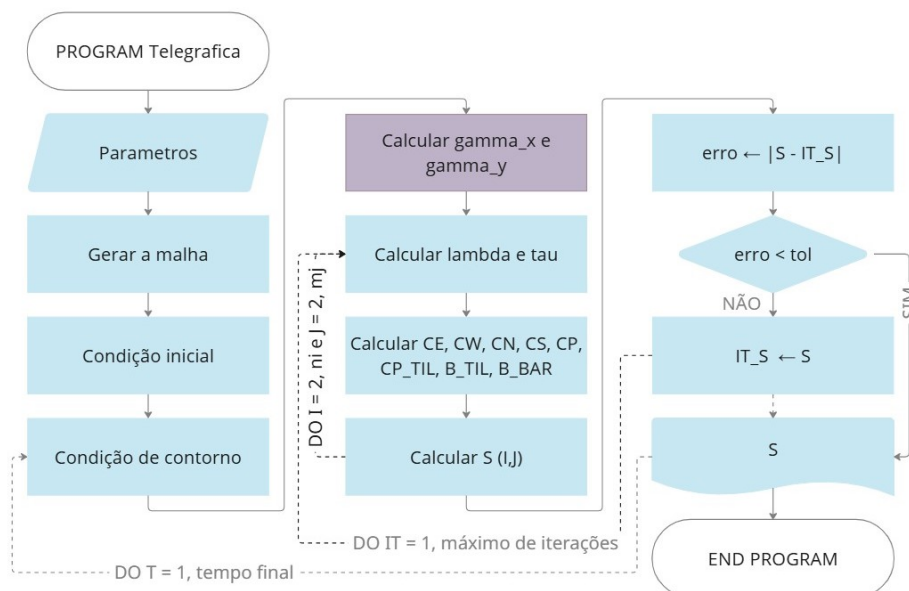 PROGRAM Telegrafica
Parametros
Gerar a malha
Condição inicial
Condição de contorno
Calcular gamma_x e
gamma_y
Calcular lambda e tau
Calcular CE, CW, CN, CS, CP,
CP_TIL, B_TIL, B_BAR
Calcular S (I,J)
DO I = 2, ni e J = 2, mj
erro ← |S - IT_S|
erro < tol
NÃO
SIM
IT_S ← S
S
END PROGRAM
DO IT = 1, máximo de iterações
DO T = 1, tempo final